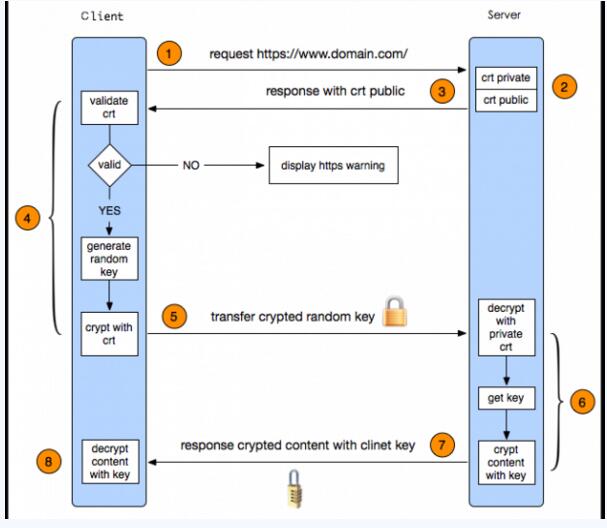 Client
Server
1
request https://www.domain.com/
crt private
2
response with crt public
3
crt public
validate
crt
valid
NO
display https warning
4
YES
generate
random
key
5
transfer crypted random key
decrypt
with
private
crt
crypt with
crt
get key
6
response crypted content with clinet key
7
8
decrypt
content
with key
crypt
content
with key